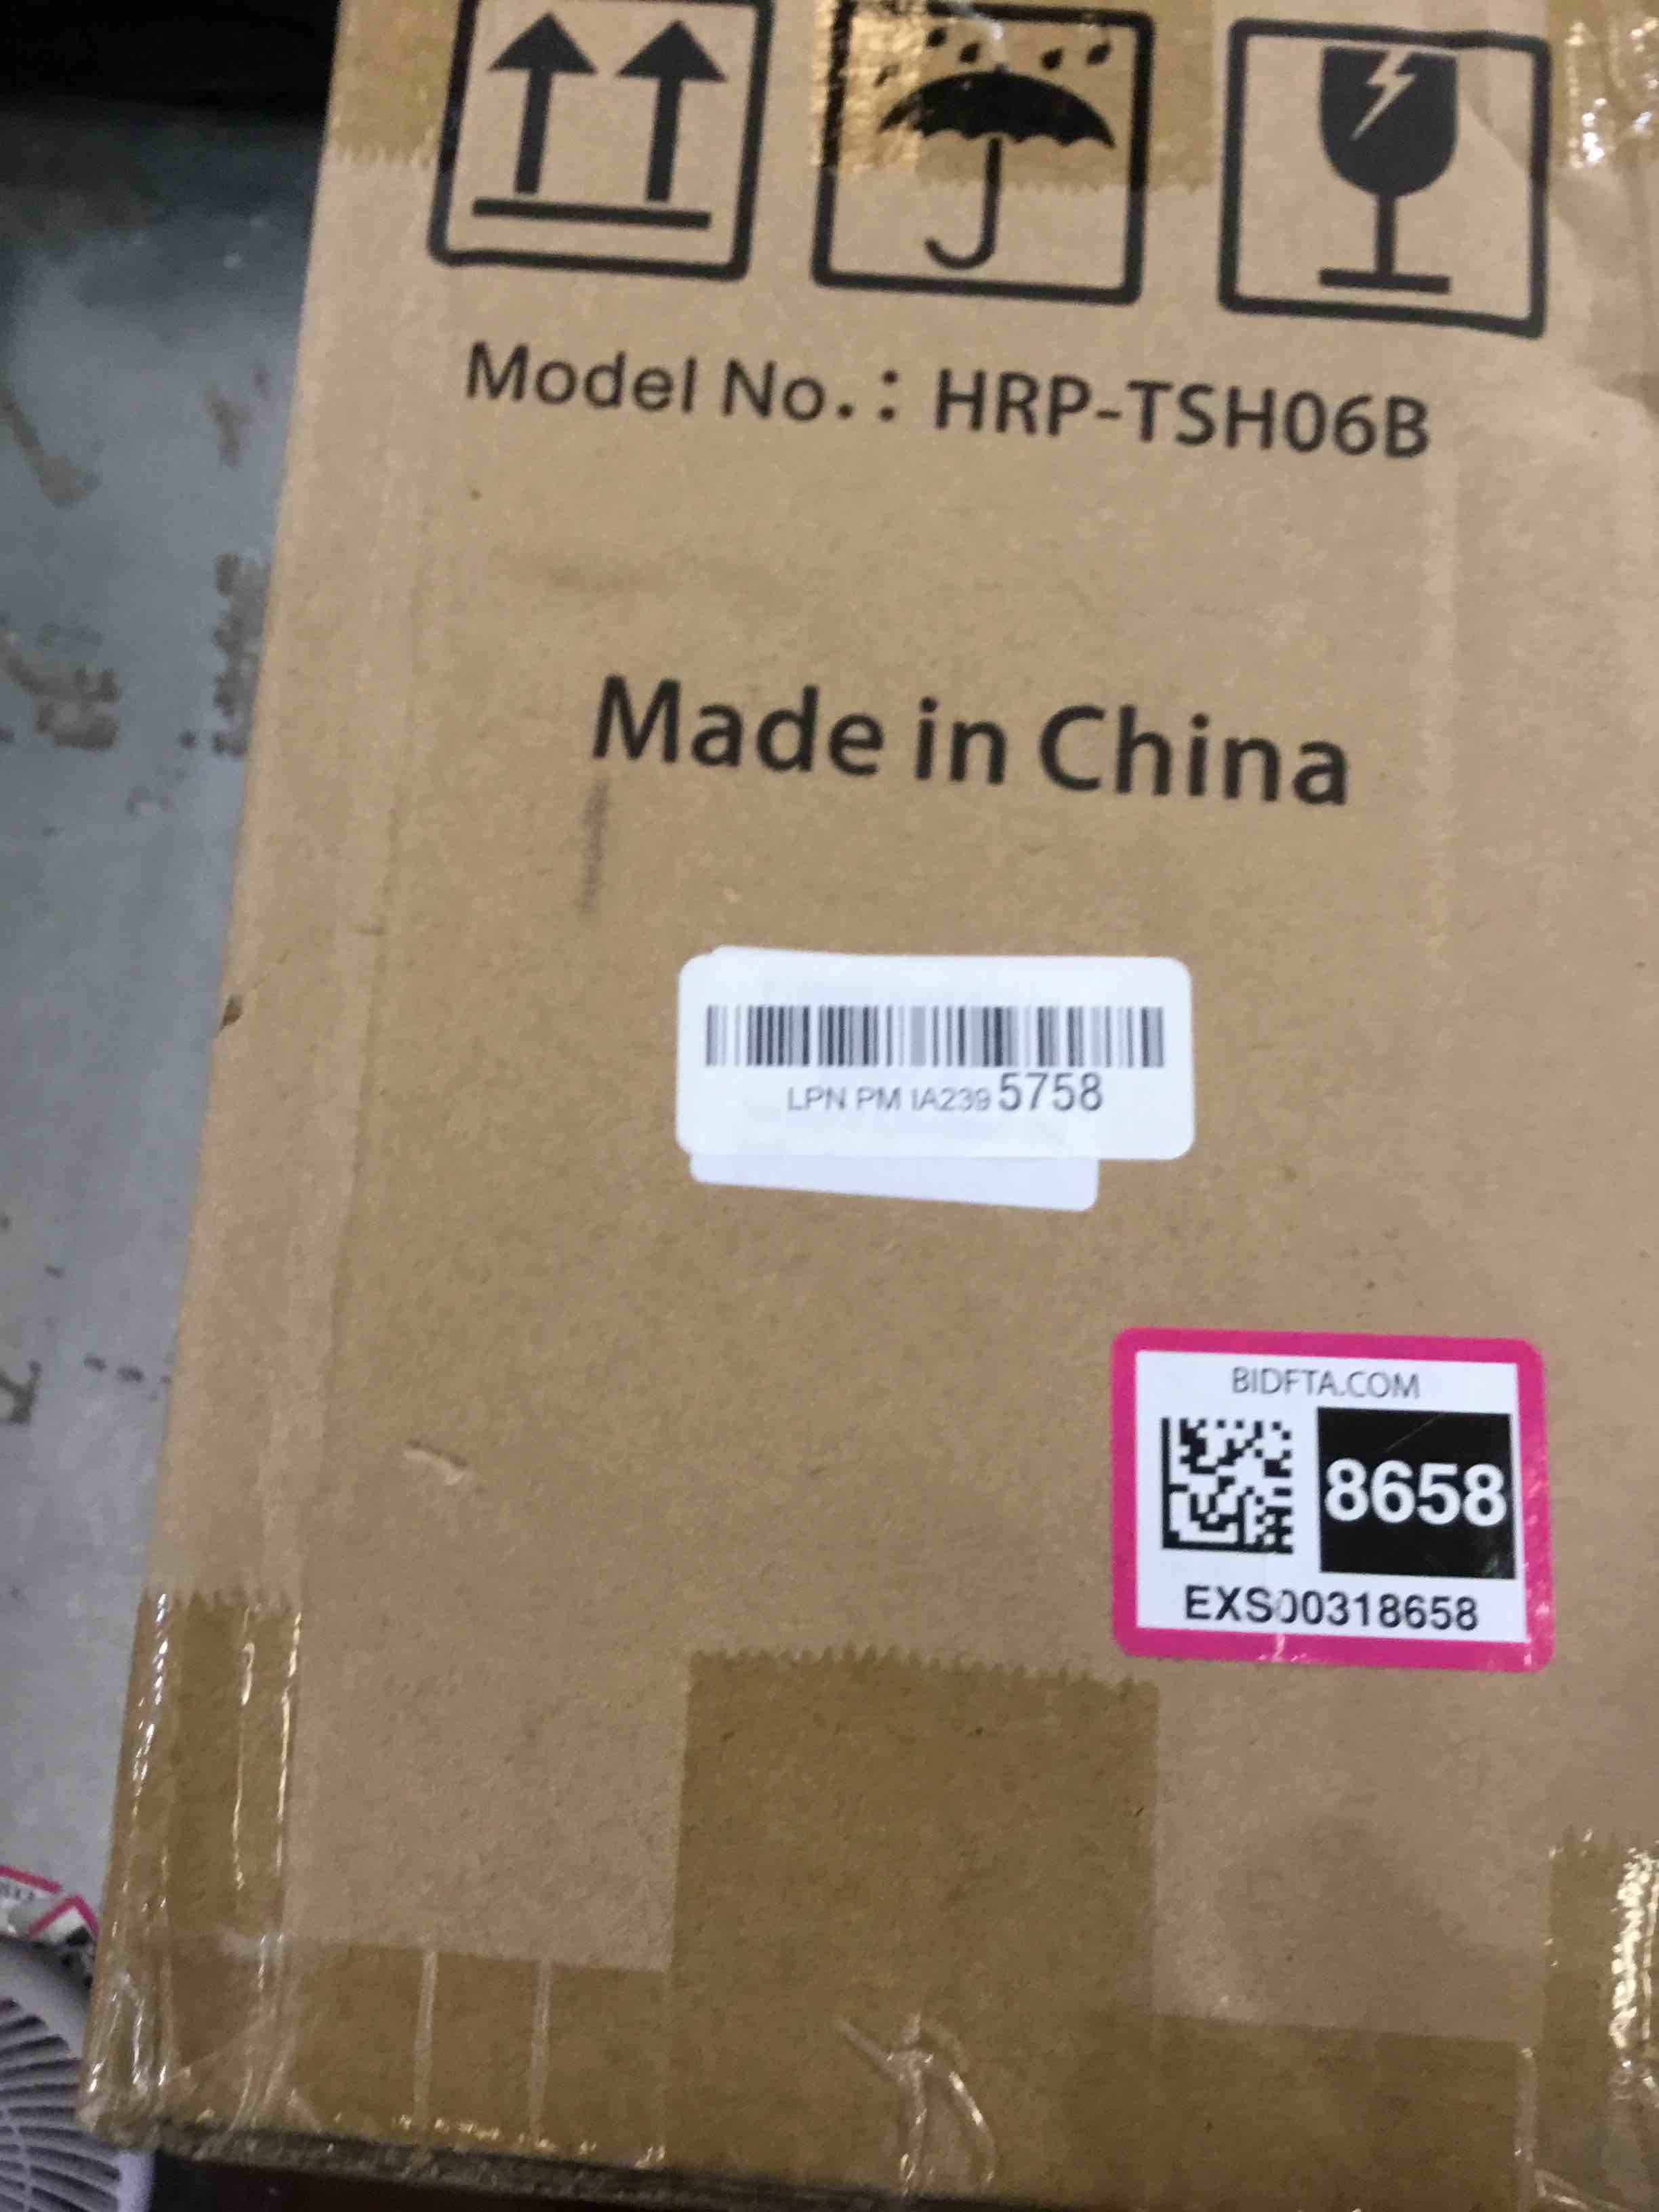 Model No.: HRP-TSH06B
Made in China
LPN PM IA239 5758
BIDFTA.COM
8658
EXS00318658